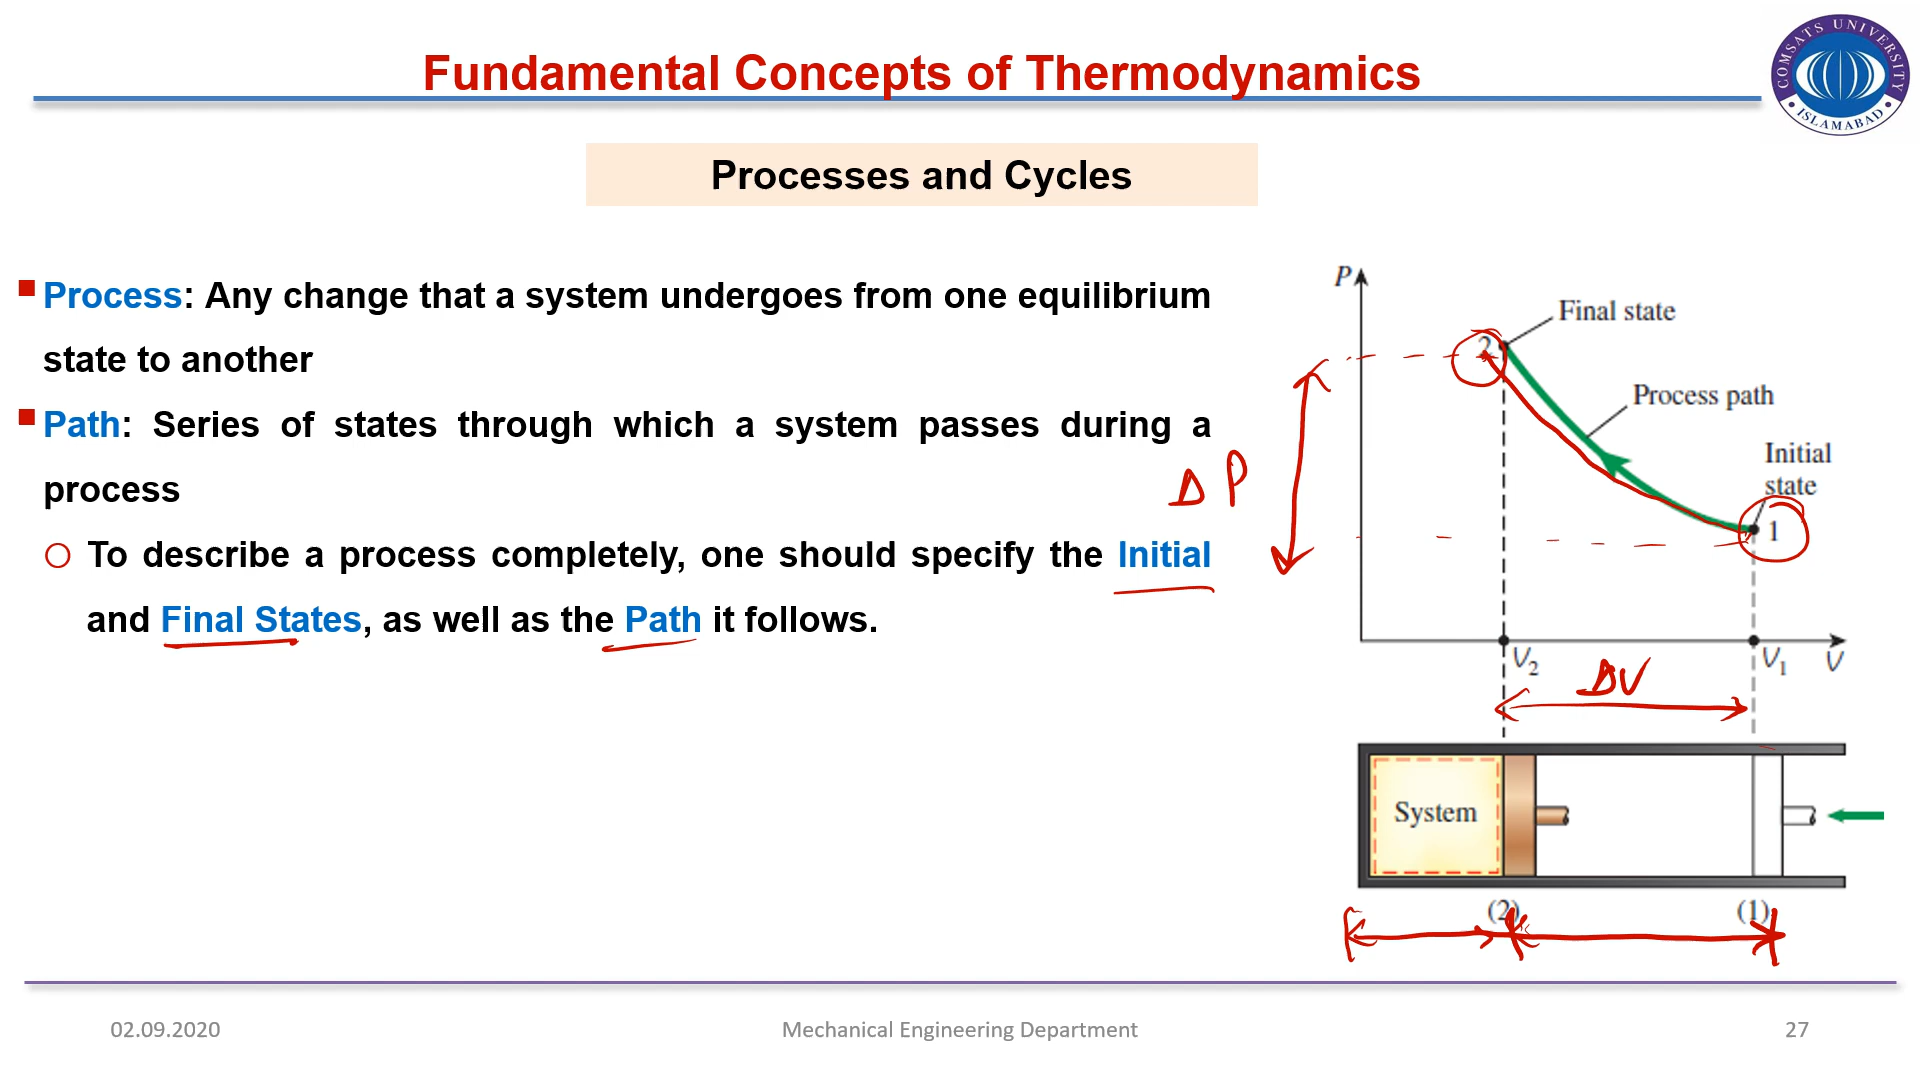 Fundamental Concepts of Thermodynamics
COMSATS UNIVERSITY
• ISLAMABAD •
Processes and Cycles
Process: Any change that a system undergoes from one equilibrium
state to another
Path: Series of states through which a system passes during a
process
To describe a process completely, one should specify the Initial
and Final States, as well as the Path it follows.
P
Final state
2
Process path
Initial
state
1
Δ P
V2
V1
V
ΔV
System
(2)
(1)
02.09.2020
Mechanical Engineering Department
27